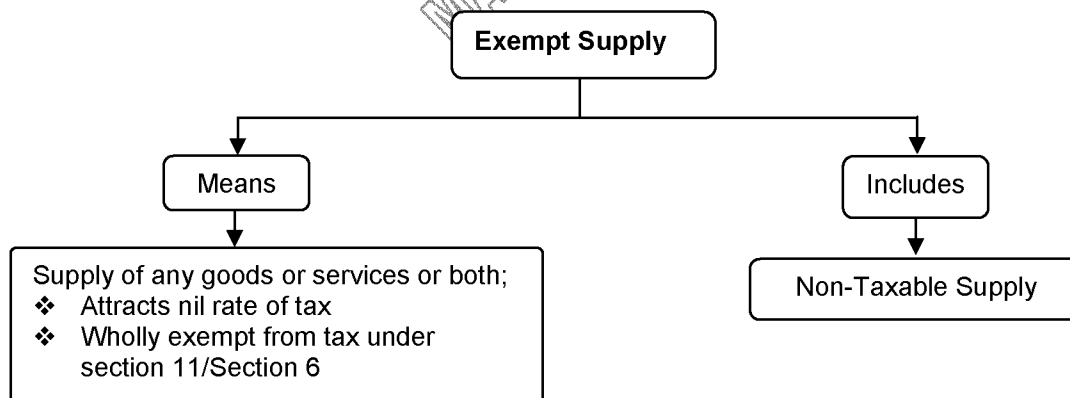 Exempt Supply
Means
Includes
Supply of any goods or services or both;
❖ Attracts nil rate of tax
❖ Wholly exempt from tax under
section 11/Section 6
Non-Taxable Supply